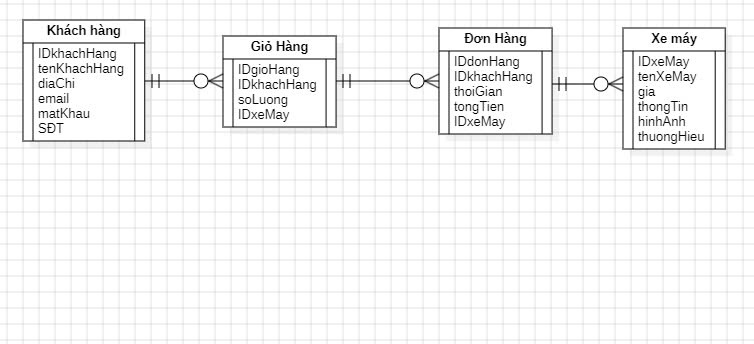 Khách hàng
IDkhachHang
tenKhachHang
diaChi
email
matKhau
SĐT
Giỏ Hàng
IDgioHang
IDkhachHang
soLuong
IDxeMay
Đơn Hàng
IDdonHang
IDkhachHang
thoiGian
tongTien
IDxeMay
Xe máy
IDxeMay
tenXeMay
gia
thongTin
hinhAnh
thuongHieu